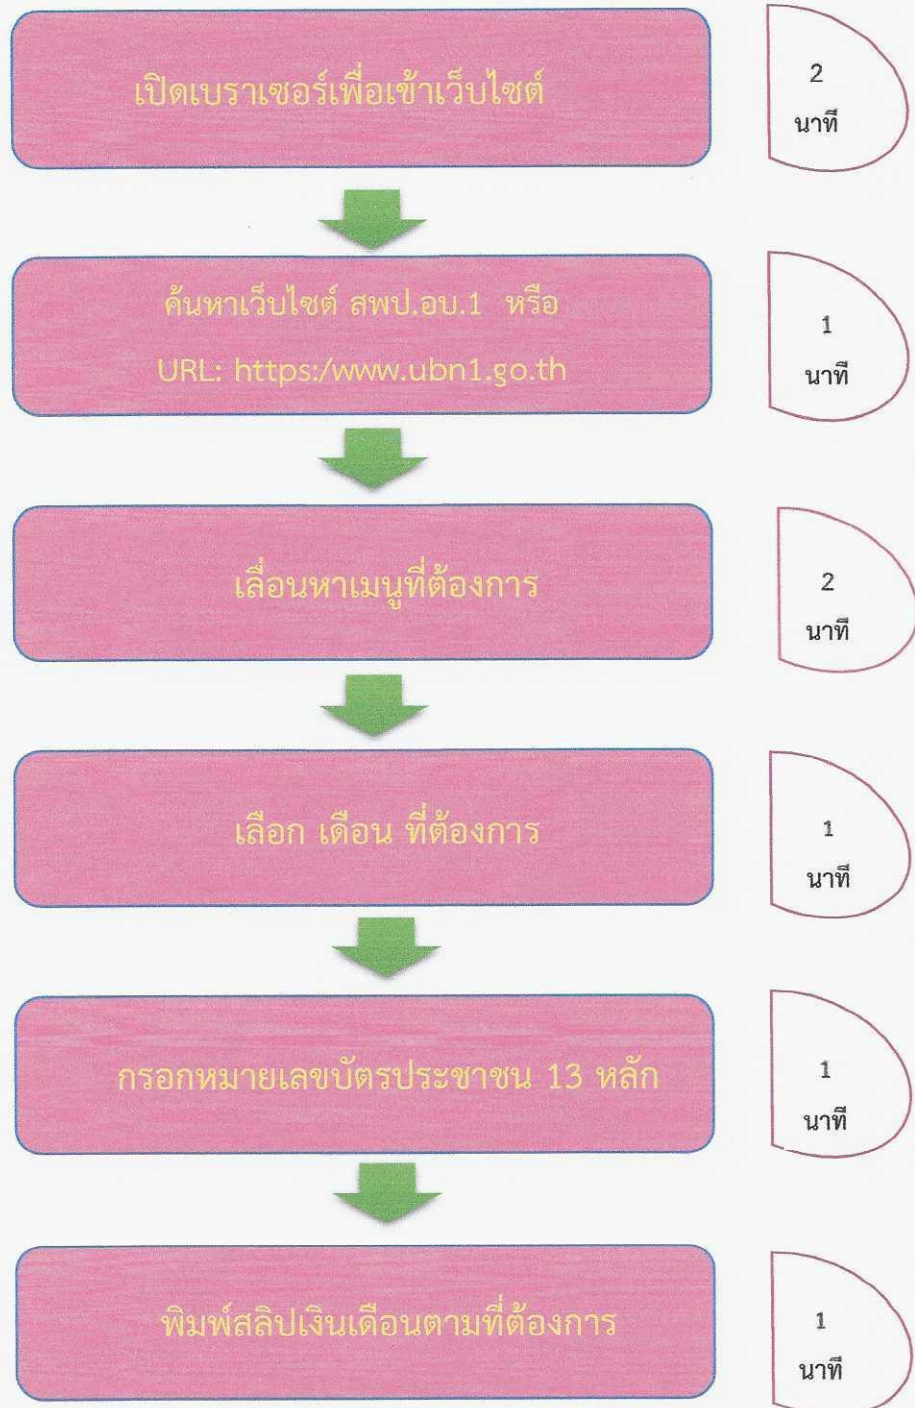 เปิดเบราเซอร์เพื่อเข้าเว็บไซต์
2
นาที
ค้นหาเว็บไซต์ สพป.อบ.1 หรือ
URL: https:/www.ubn1.go.th
1
นาที
เลื่อนหาเมนูที่ต้องการ
2
นาที
เลือก เดือน ที่ต้องการ
1
นาที
กรอกหมายเลขบัตรประชาชน 13 หลัก
1
นาที
พิมพ์สลิปเงินเดือนตามที่ต้องการ
1
นาที